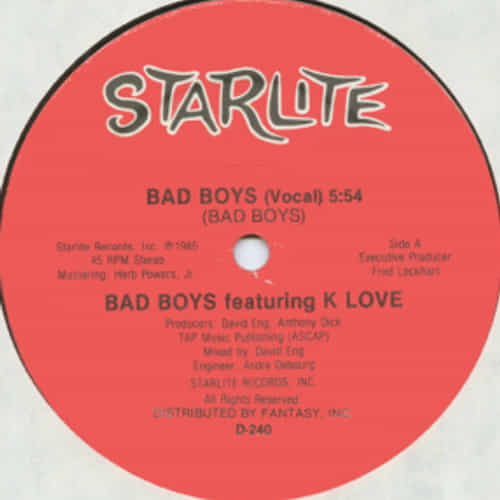 STARLITE
BAD BOYS (Vocal) 5:54
(BAD BOYS)
Starlite Records, Inc. ℗1985
45 RPM Stereo
Mastering: Herb Powers, Jr.
Side A
Executive Producer
Fred Lockhart
BAD BOYS featuring K LOVE
Producers: David Eng, Anthony Dick
TAP Music Publishing (ASCAP)
Mixed by: David Eng
Engineer: Andre Debourg
STARLITE RECORDS, INC.
All Rights Reserved
DISTRIBUTED BY FANTASY, INC.
D-240